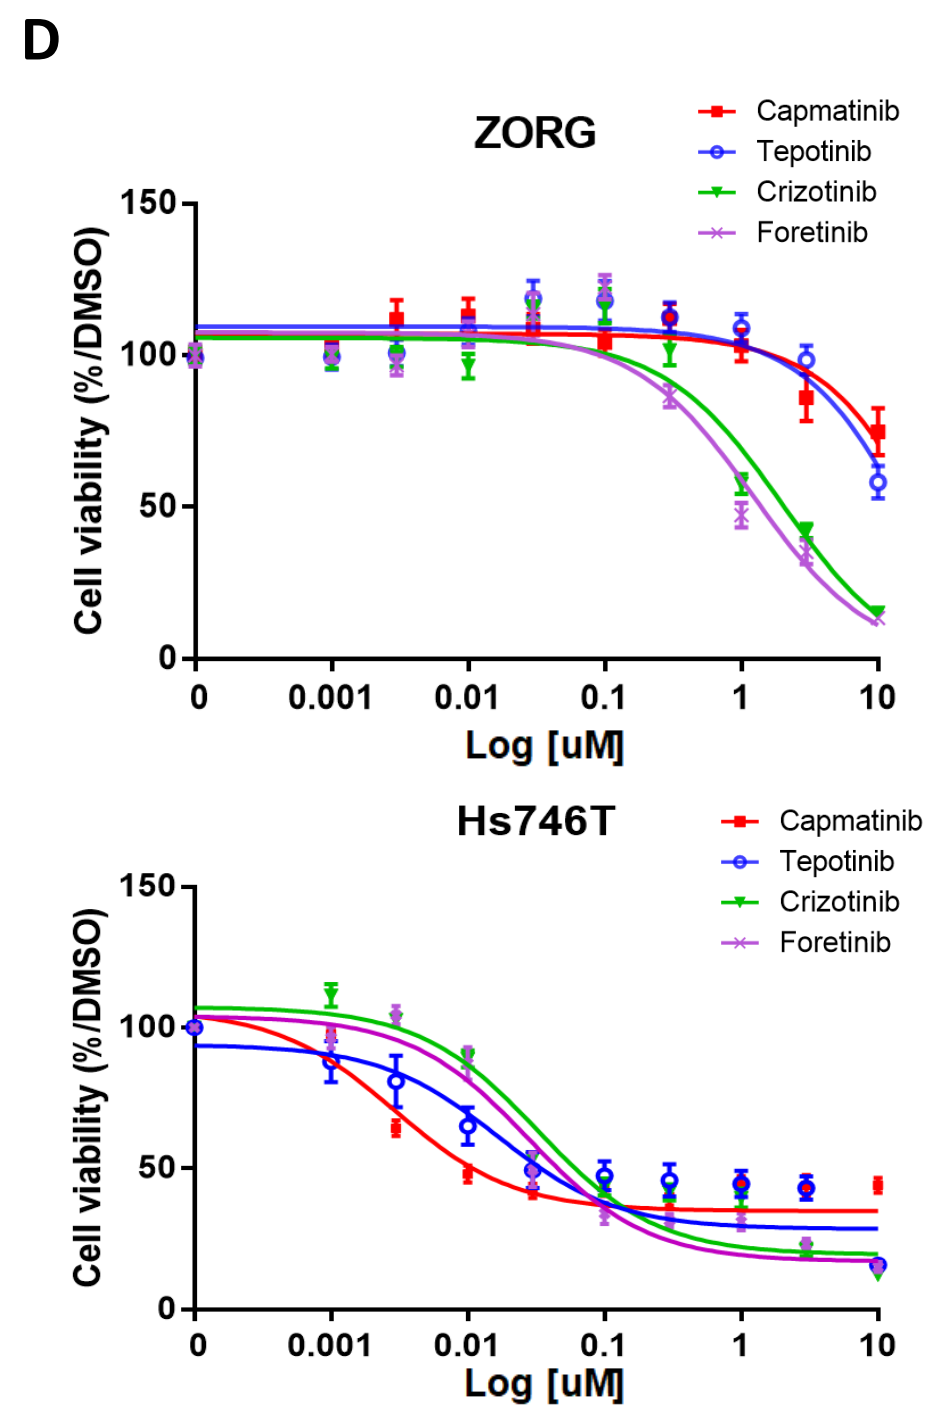 D
ZORG
Capmatinib
Tepotinib
Crizotinib
Foretinib
Cell viability (%/DMSO)
150
100
50
0
0 0.001 0.01 0.1 1 10
Log [uM]
Hs746T
Capmatinib
Tepotinib
Crizotinib
Foretinib
Cell viability (%/DMSO)
150
100
50
0
0 0.001 0.01 0.1 1 10
Log [uM]